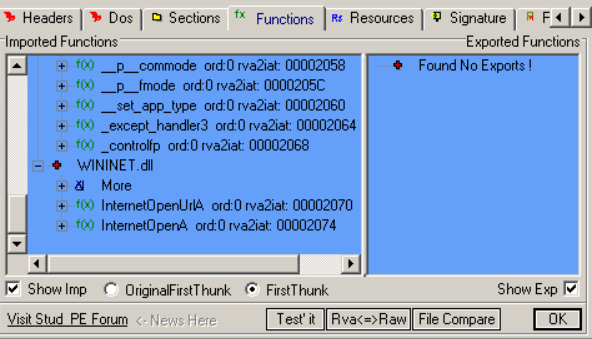 Headers Dos Sections fx Functions Rs Resources Signature F
Imported Functions Exported Functions
__p__commode ord:0 rva2iat: 00002058
__p__fmode ord:0 rva2iat: 0000205C
__set_app_type ord:0 rva2iat: 00002060
_except_handler3 ord:0 rva2iat: 00002064
_controlfp ord:0 rva2iat: 00002068
WININET.dll
More
f(x) InternetOpenUrlA ord:0 rva2iat: 00002070
f(x) InternetOpenA ord:0 rva2iat: 00002074
Found No Exports !
Show Imp OriginalFirstThunk FirstThunk Show Exp
Visit Stud_PE Forum <- News Here Test' it Rva<=>Raw File Compare OK